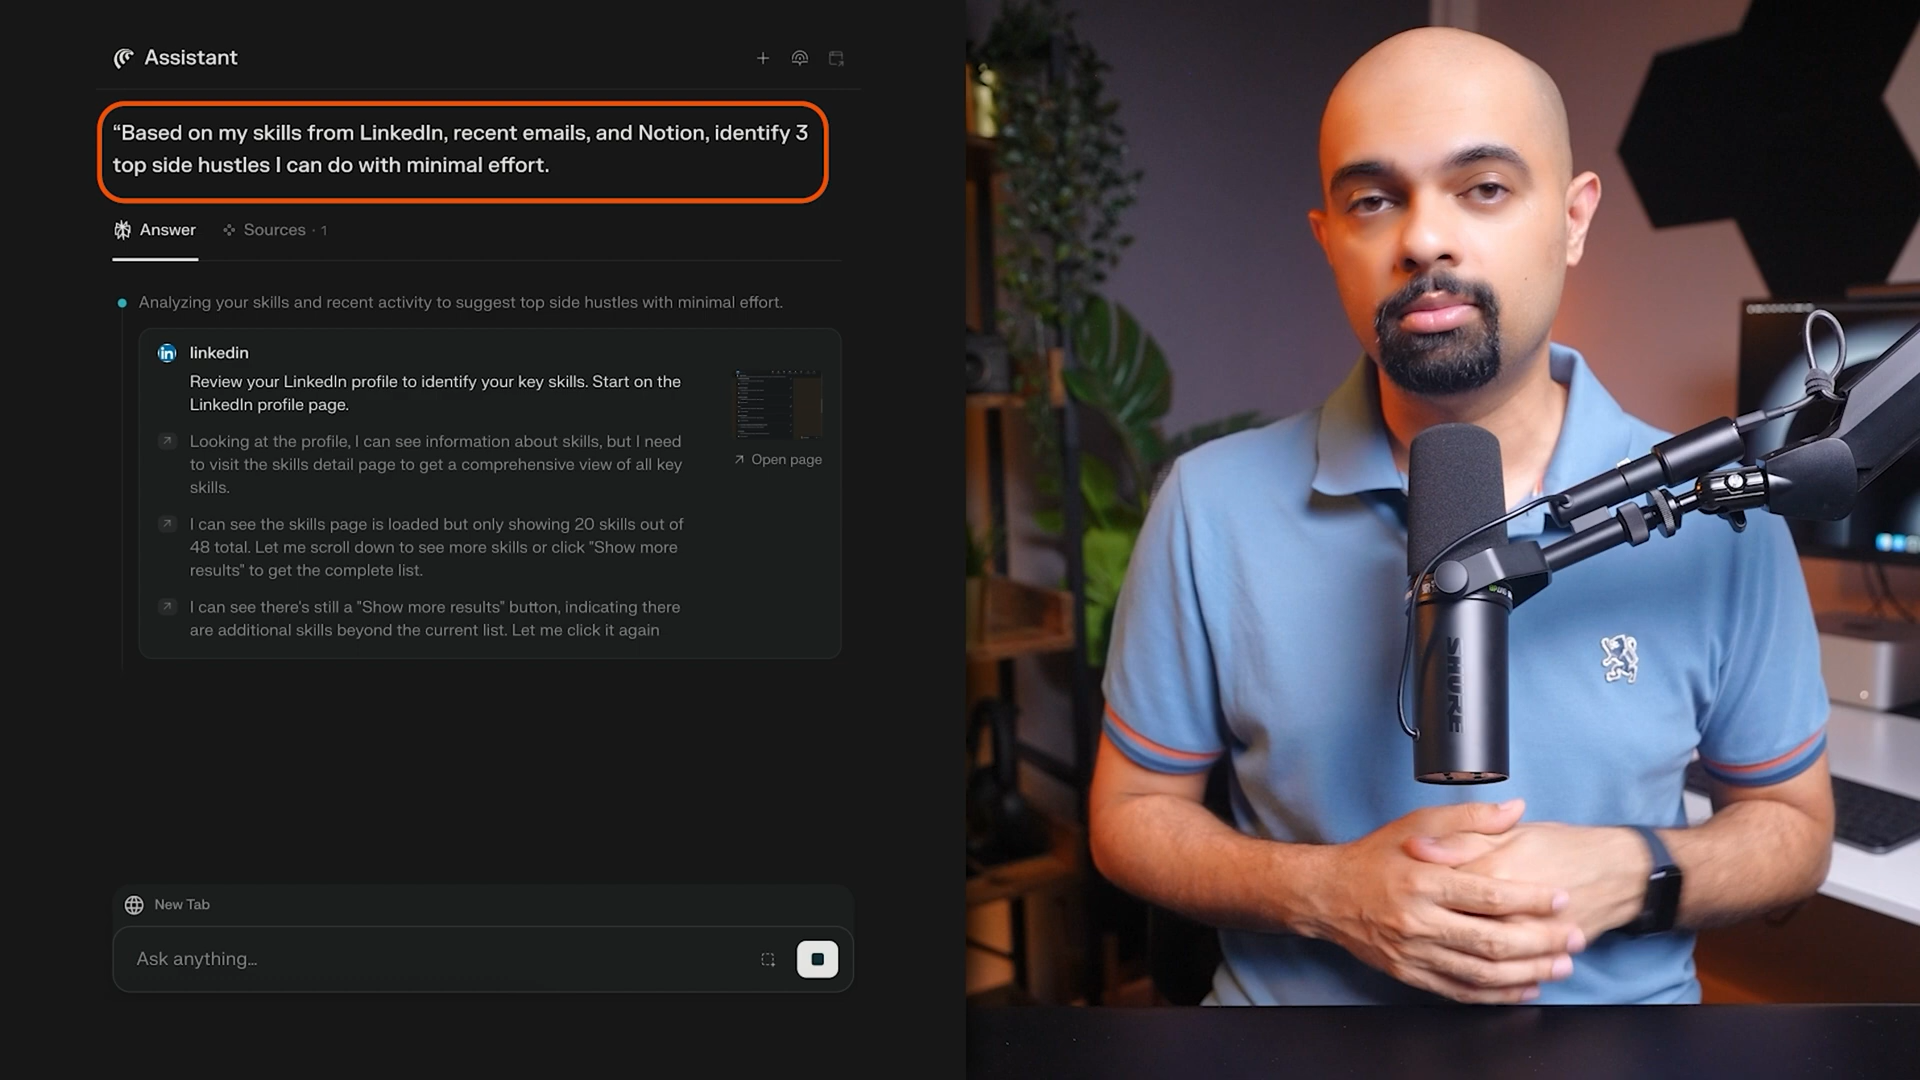 Assistant
“Based on my skills from LinkedIn, recent emails, and Notion, identify 3
top side hustles I can do with minimal effort.
Answer
Sources · 1
Analyzing your skills and recent activity to suggest top side hustles with minimal effort.
in linkedin
Review your LinkedIn profile to identify your key skills. Start on the
LinkedIn profile page.
Looking at the profile, I can see information about skills, but I need
to visit the skills detail page to get a comprehensive view of all key
skills.
Open page
I can see the skills page is loaded but only showing 20 skills out of
48 total. Let me scroll down to see more skills or click "Show more
results" to get the complete list.
I can see there's still a "Show more results" button, indicating there
are additional skills beyond the current list. Let me click it again
New Tab
Ask anything…
SHURE